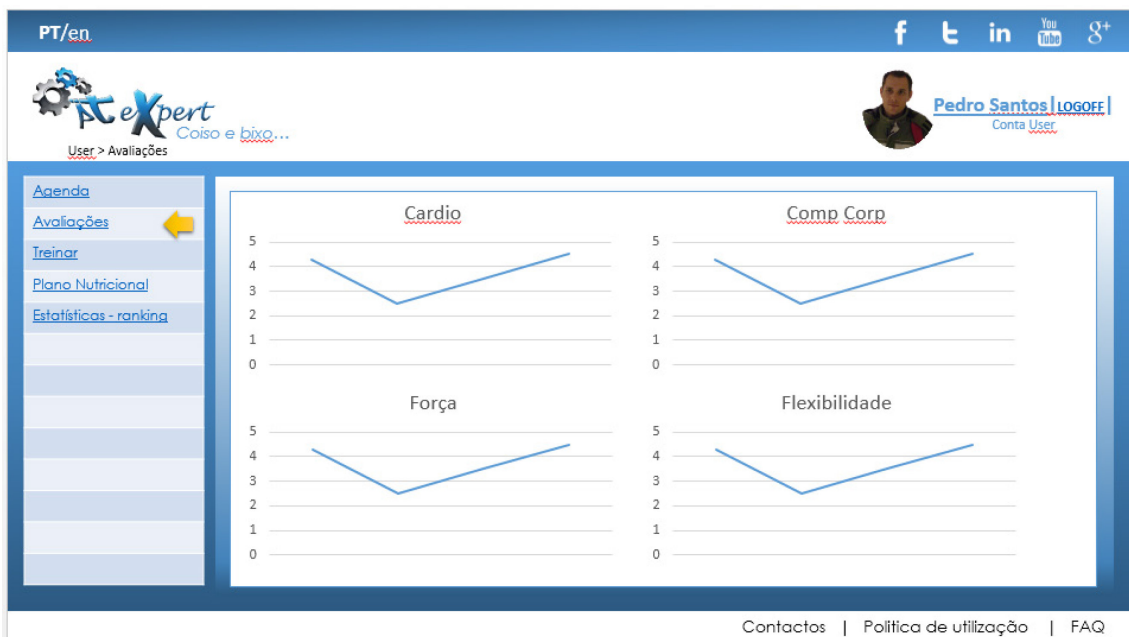 PT/en
f t in You Tube g+
pt eXpert
Coiso e bixo...
User > Avaliações
Pedro Santos|LOGOFF|
Conta User
Agenda
Avaliações
Treinar
Plano Nutricional
Estatísticas - ranking
Cardio
5
4
3
2
1
0
Comp Corp
5
4
3
2
1
0
Força
5
4
3
2
1
0
Flexibilidade
5
4
3
2
1
0
Contactos | Politica de utilização | FAQ